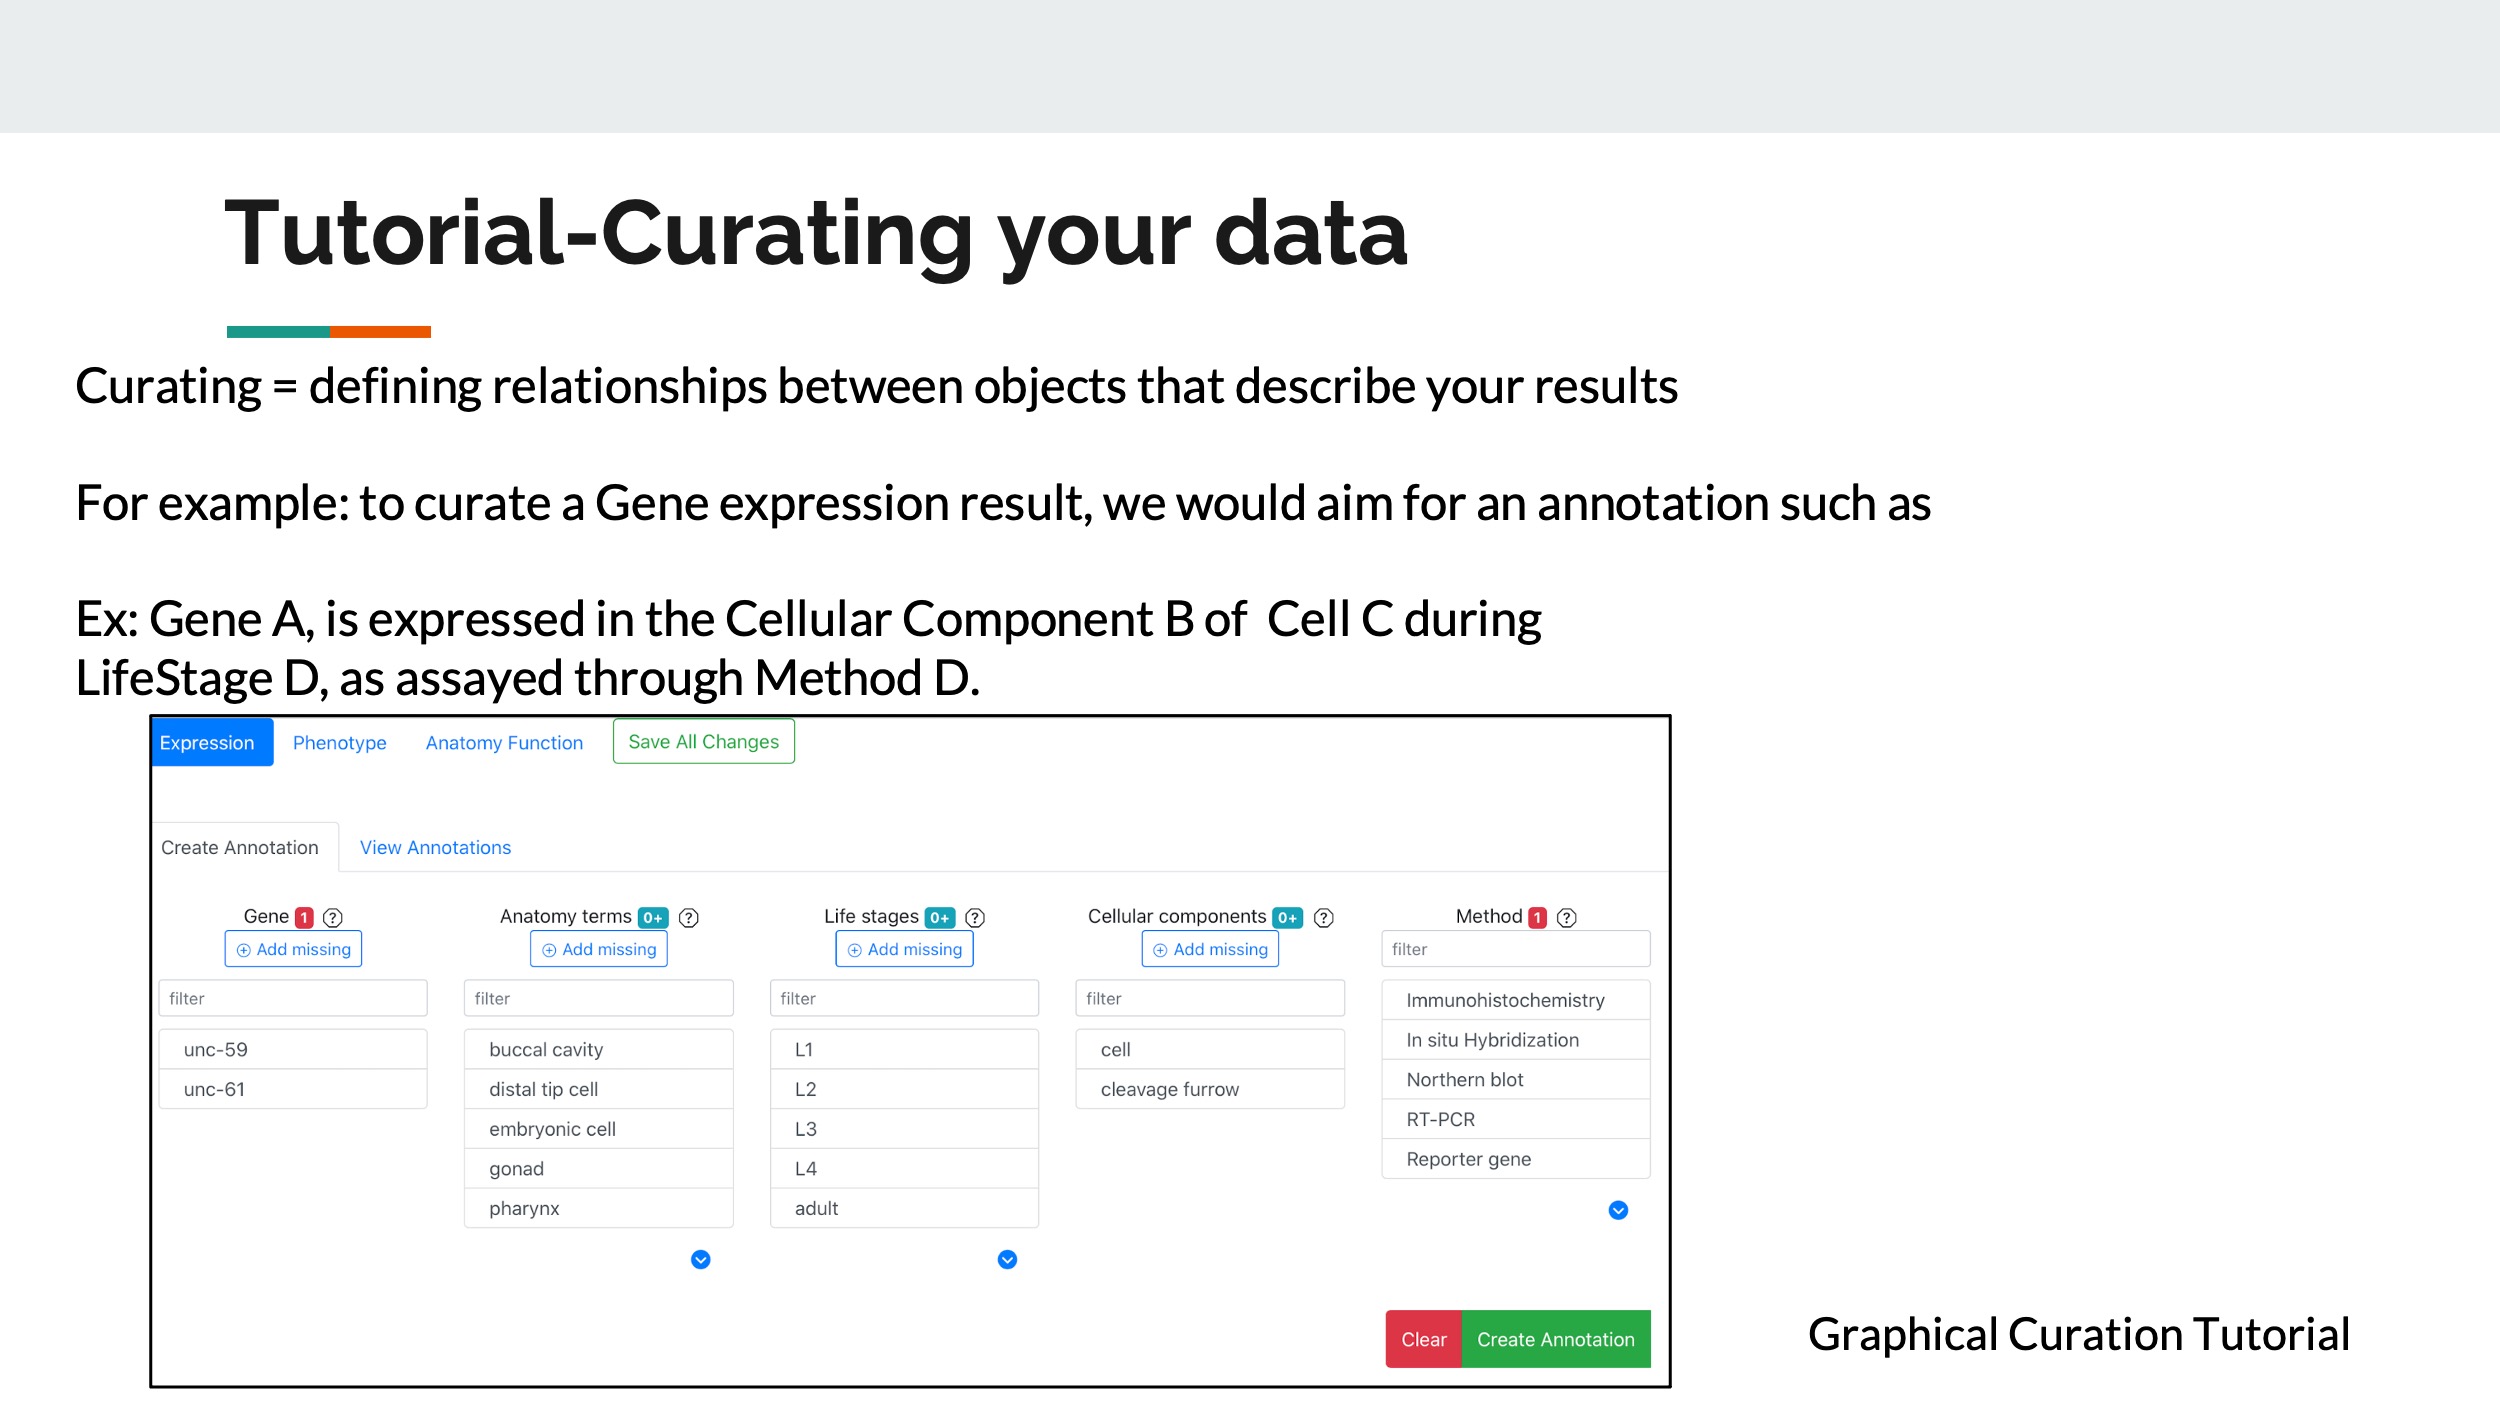 Tutorial-Curating your data
Curating = defining relationships between objects that describe your results
For example: to curate a Gene expression result, we would aim for an annotation such as
Ex: Gene A, is expressed in the Cellular Component B of  Cell C during
LifeStage D, as assayed through Method D.
Expression Phenotype Anatomy Function Save All Changes
Create Annotation View Annotations
Gene 1 ? Anatomy terms 0+ ? Life stages 0+ ? Cellular components 0+ ? Method 1 ?
Add missing Add missing Add missing Add missing filter
filter filter filter filter
Immunohistochemistry
In situ Hybridization
Northern blot
RT-PCR
Reporter gene
unc-59
unc-61
buccal cavity
distal tip cell
embryonic cell
gonad
pharynx
L1
L2
L3
L4
adult
cell
cleavage furrow
Clear Create Annotation
Graphical Curation Tutorial